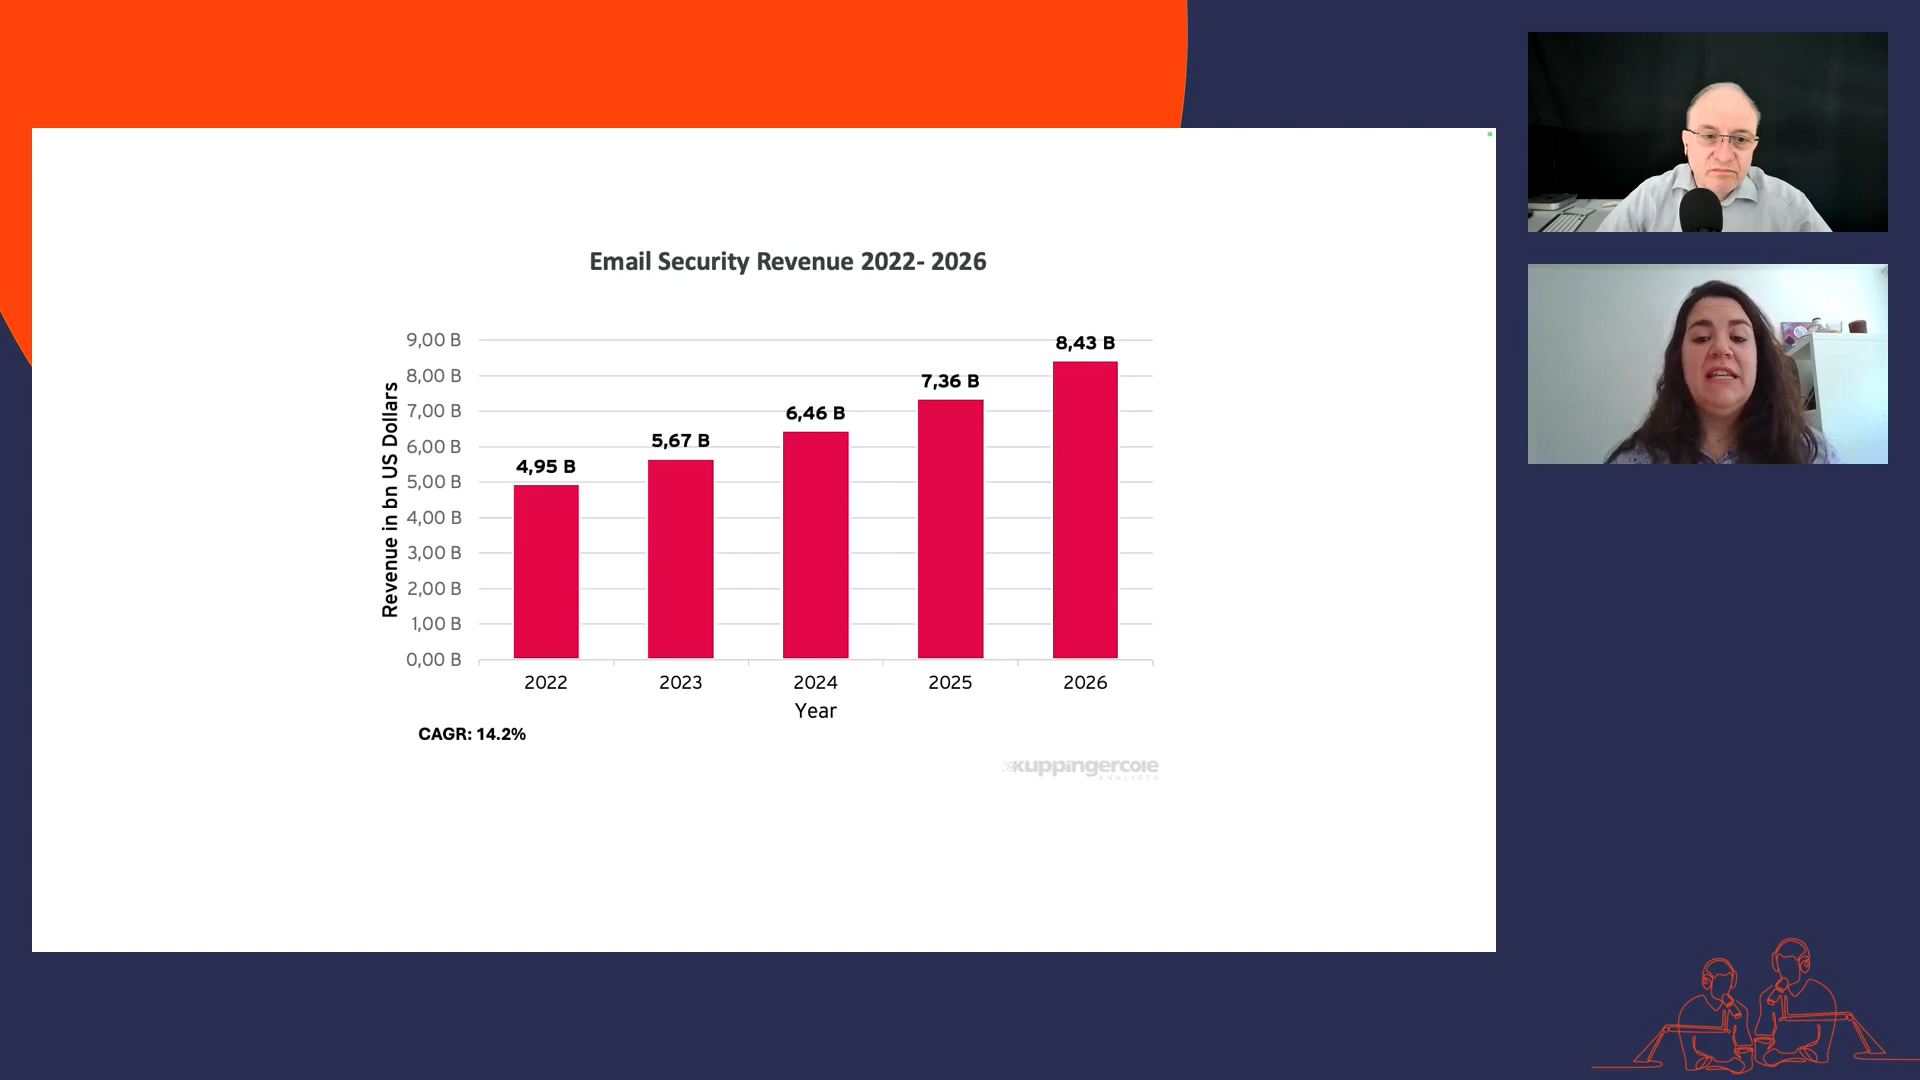 Email Security Revenue 2022- 2026
Revenue in bn US Dollars
9,00 B
8,00 B
7,00 B
6,00 B
5,00 B
4,00 B
3,00 B
2,00 B
1,00 B
0,00 B
4,95 B
5,67 B
6,46 B
7,36 B
8,43 B
2022
2023
2024
2025
2026
Year
CAGR: 14.2%
kuppingercole
ANALYSTS